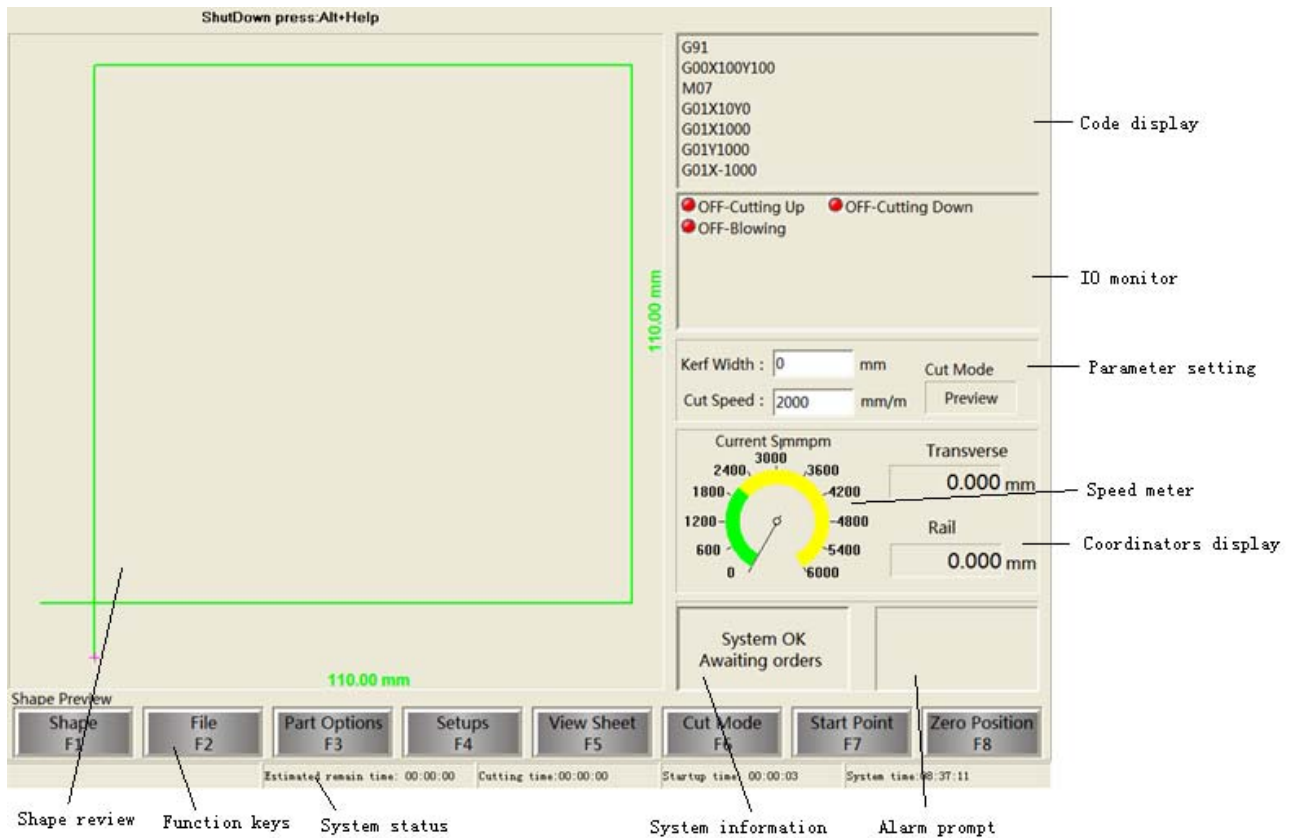 ShutDown press:Alt+Help
G91
G00X100Y100
M07
G01X10Y0
G01X1000
G01Y1000
G01X-1000
Code display
OFF-Cutting Up OFF-Cutting Down
OFF-Blowing
IO monitor
110.00 mm
Kerf Width : 0 mm
Cut Mode
Parameter setting
Cut Speed : 2000 mm/m
Preview
Current Sjmmpm
0
600
1200
1800
2400
3000
3600
4200
4800
5400
6000
Transverse
0.000 mm
Speed meter
Rail
0.000 mm
Coordinators display
System OK
Awaiting orders
110.00 mm
Shape Preview
Shape
F1
File
F2
Part Options
F3
Setups
F4
View Sheet
F5
Cut Mode
F6
Start Point
F7
Zero Position
F8
Estimated remain time: 00:00:00 Cutting time:00:00:00 Startup time: 00:00:03 System time:08:37:11
Shape review Function keys System status System information Alarm prompt